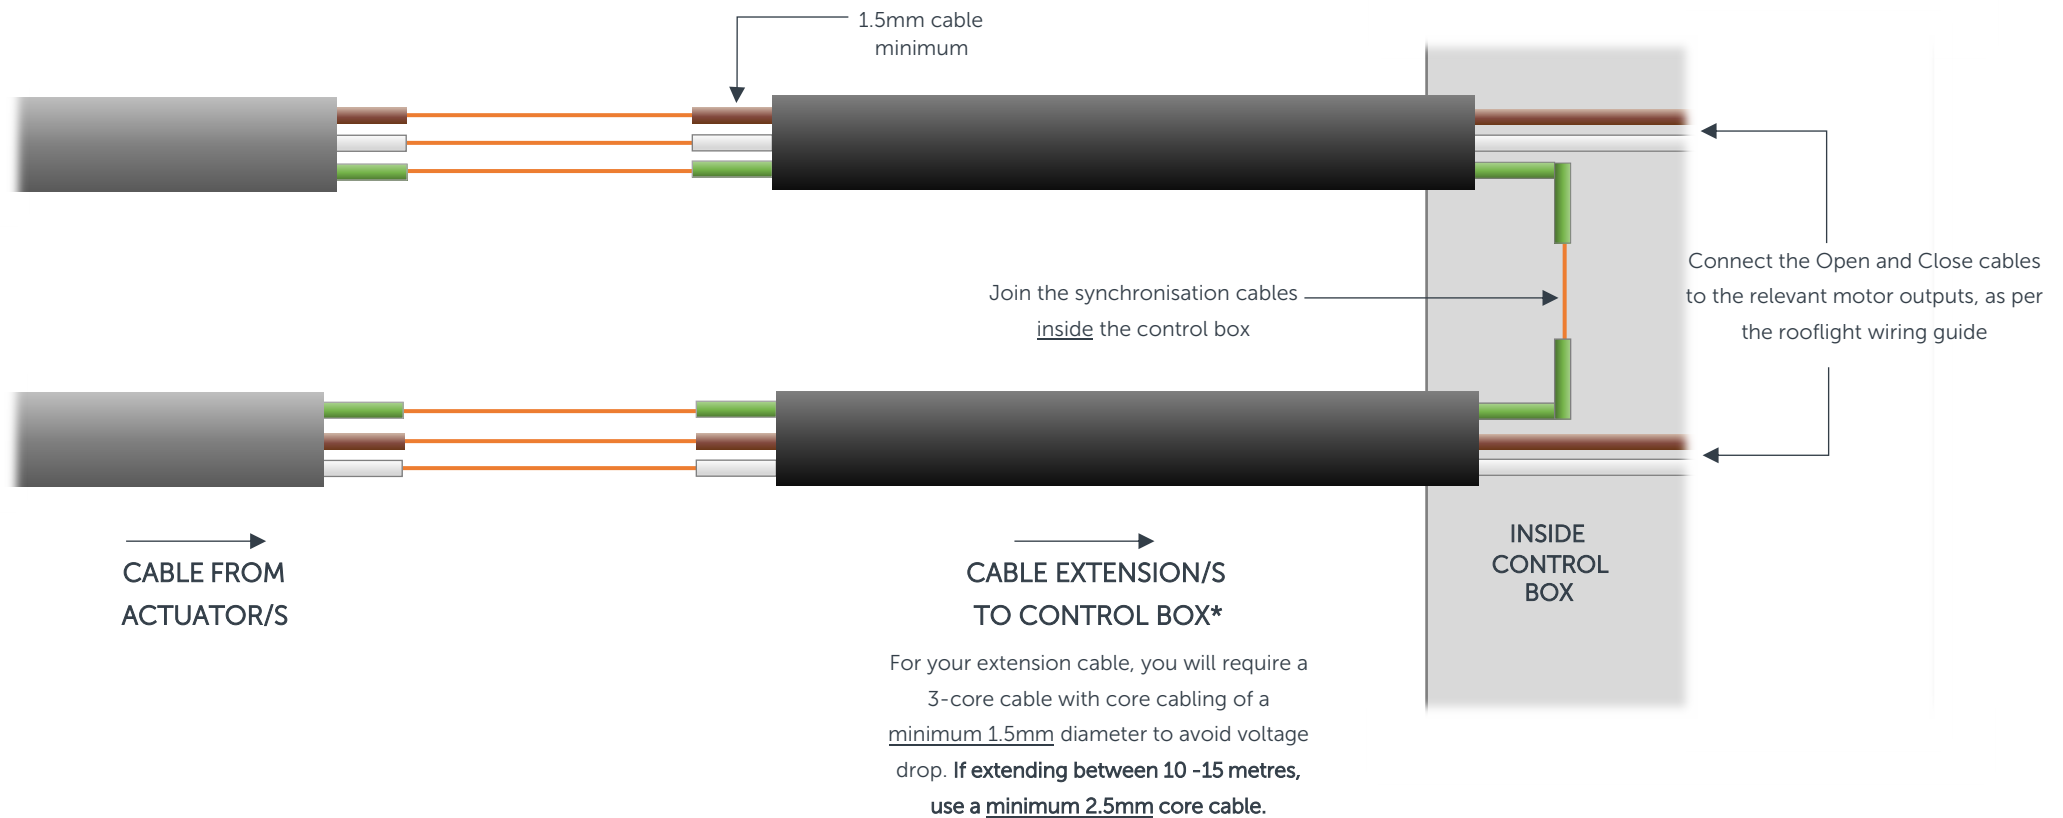 1.5mm cable
minimum
Join the synchronisation cables
inside the control box
Connect the Open and Close cables
to the relevant motor outputs, as per
the rooflight wiring guide
CABLE FROM
ACTUATOR/S
CABLE EXTENSION/S
TO CONTROL BOX*
For your extension cable, you will require a
3-core cable with core cabling of a
minimum 1.5mm diameter to avoid voltage
drop. If extending between 10 -15 metres,
use a minimum 2.5mm core cable.
INSIDE
CONTROL
BOX